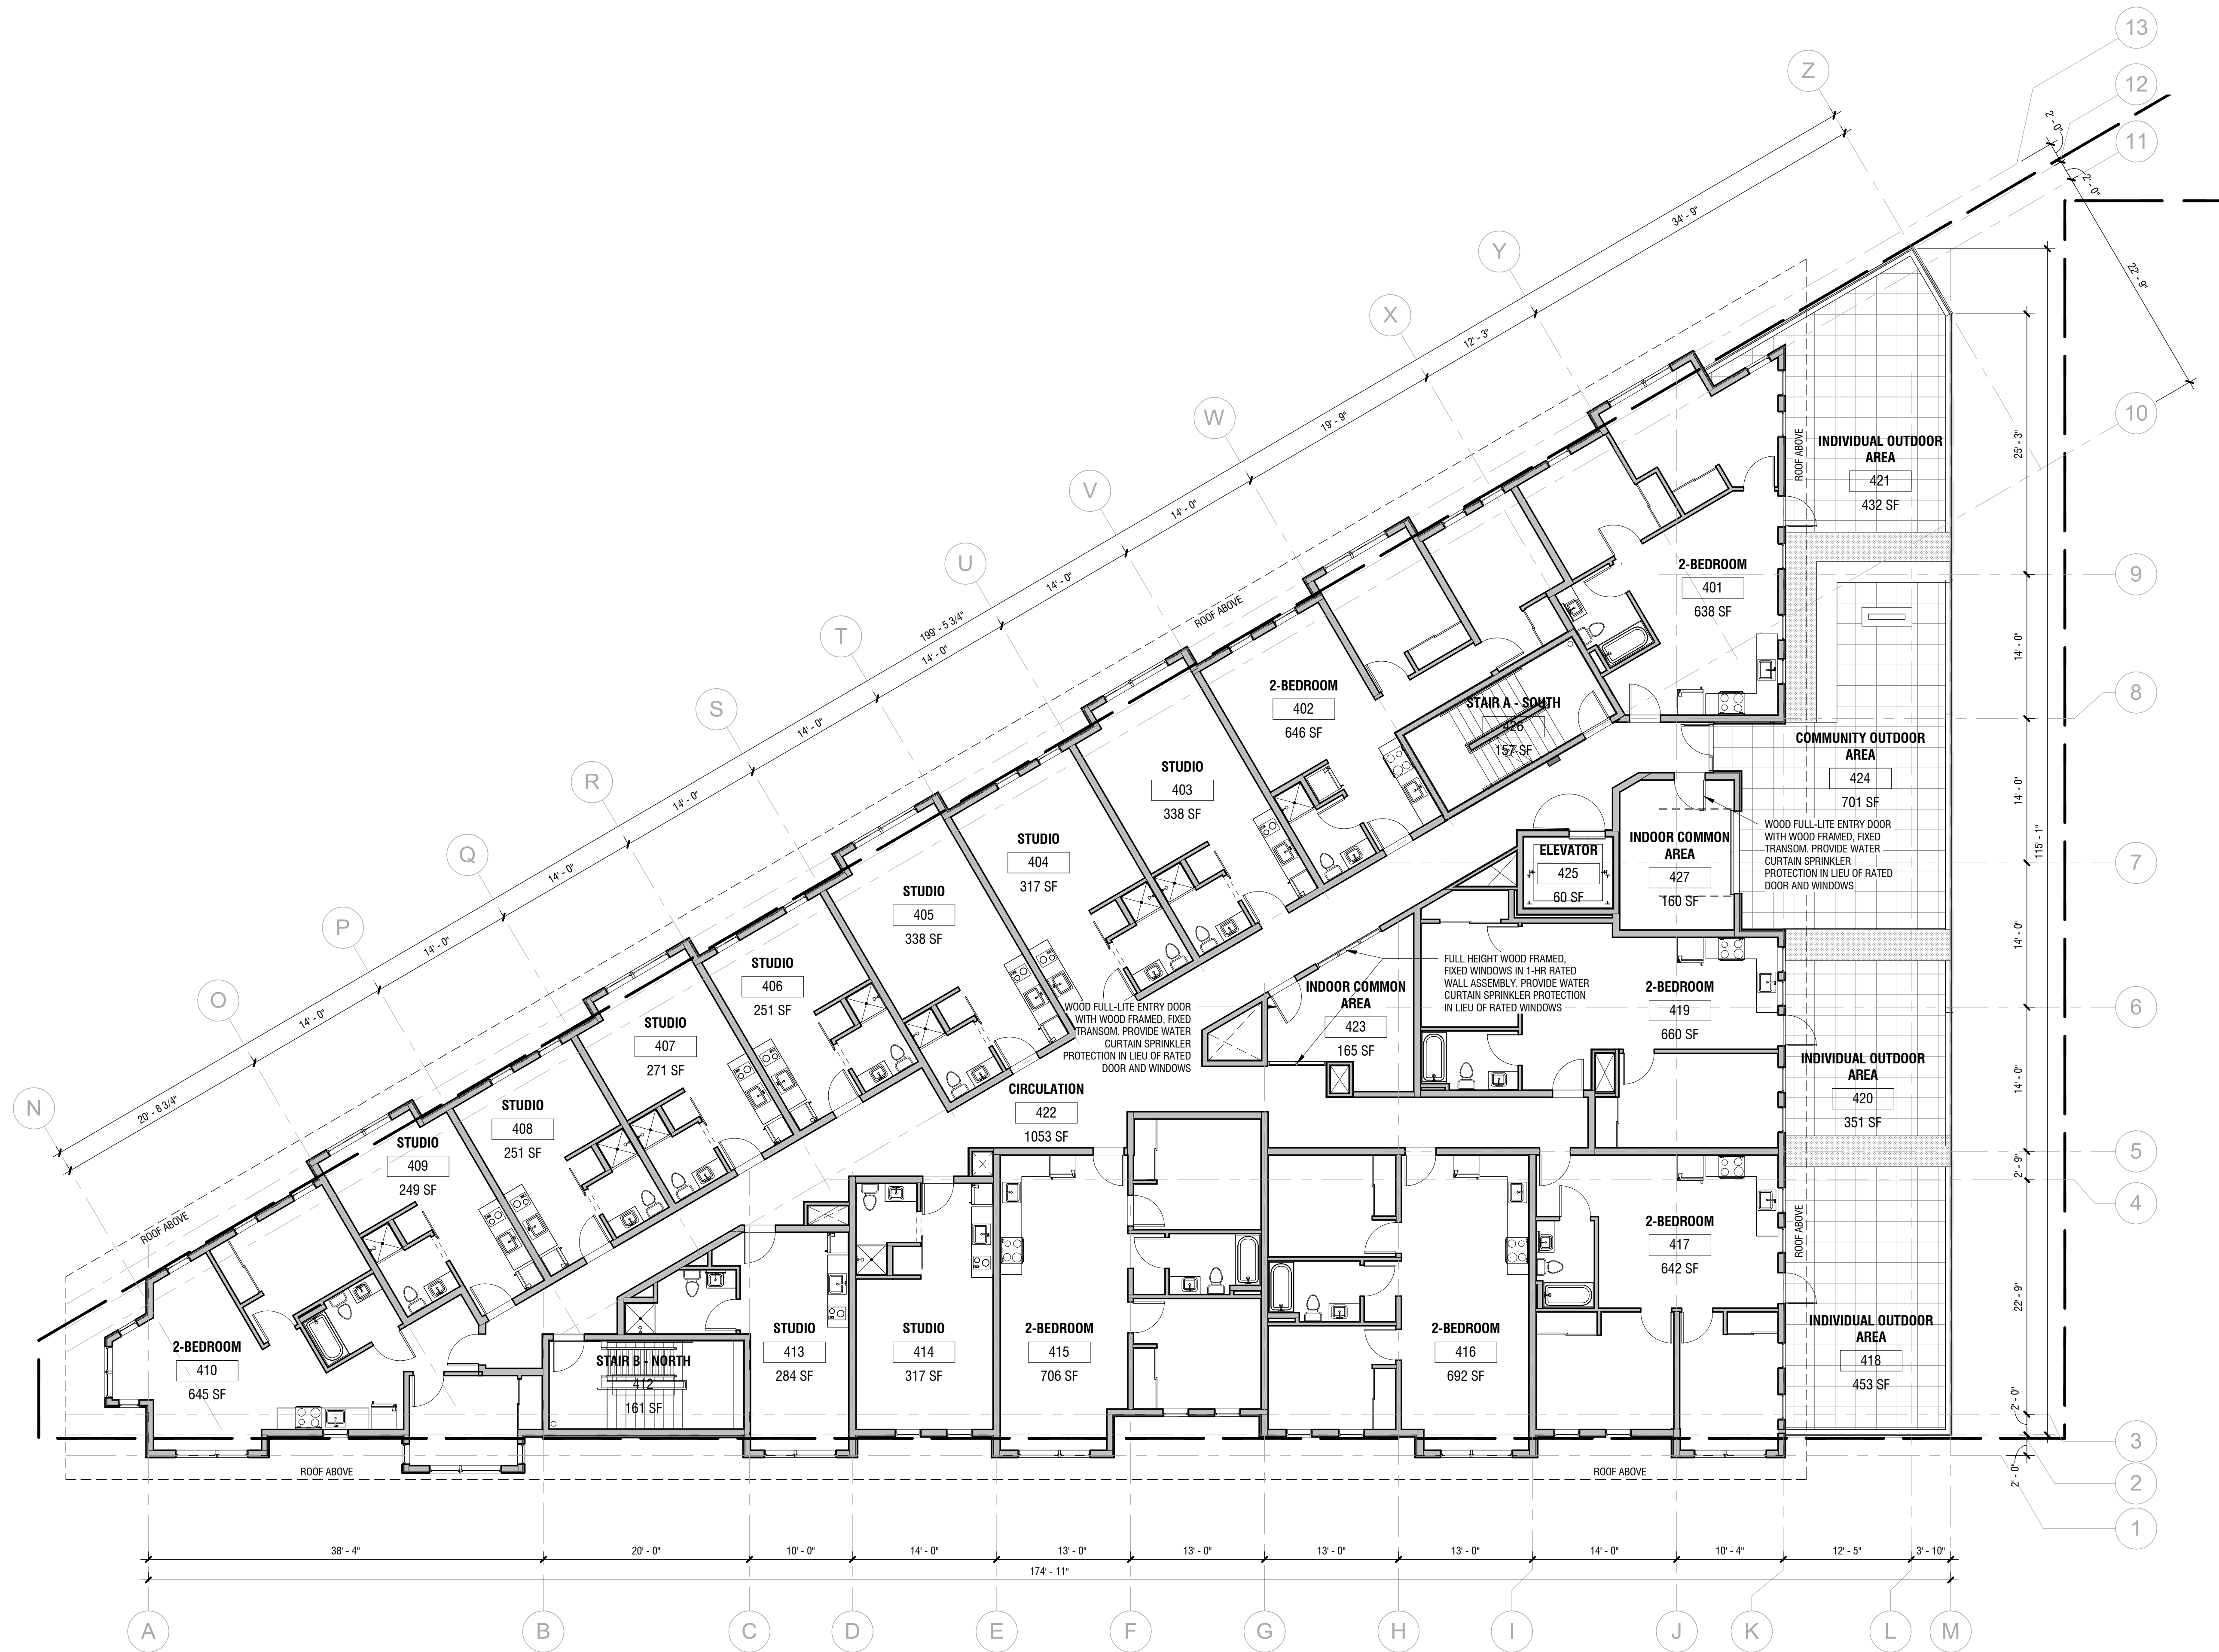 13
12
11
Z
2' - 0"
2' - 0"
34' - 9"
22' - 9"
Y
X
12' - 3"
10
W
19' - 9"
25' - 3"
V
14' - 0"
U
14' - 0"
199' - 5 3/4"
14' - 0"
T
14' - 0"
S
14' - 0"
R
14' - 0"
Q
14' - 0"
P
14' - 0"
O
14' - 0"
N
20' - 8 3/4"
ROOF ABOVE
ROOF ABOVE
ROOF ABOVE
INDIVIDUAL OUTDOOR
AREA
421
432 SF
2-BEDROOM
401
638 SF
9
14' - 0"
8
2-BEDROOM
402
646 SF
STAIR A - SOUTH
426
157 SF
COMMUNITY OUTDOOR
AREA
424
701 SF
14' - 0"
115' - 1"
WOOD FULL-LITE ENTRY DOOR
WITH WOOD FRAMED, FIXED
TRANSOM. PROVIDE WATER
CURTAIN SPRINKLER
PROTECTION IN LIEU OF RATED
DOOR AND WINDOWS
STUDIO
403
338 SF
STUDIO
404
317 SF
ELEVATOR
425
60 SF
INDOOR COMMON
AREA
427
160 SF
7
STUDIO
405
338 SF
14' - 0"
STUDIO
406
251 SF
FULL HEIGHT WOOD FRAMED,
FIXED WINDOWS IN 1-HR RATED
WALL ASSEMBLY. PROVIDE WATER
CURTAIN SPRINKLER PROTECTION
IN LIEU OF RATED WINDOWS
INDOOR COMMON
AREA
423
165 SF
2-BEDROOM
419
660 SF
6
WOOD FULL-LITE ENTRY DOOR
WITH WOOD FRAMED, FIXED
TRANSOM. PROVIDE WATER
CURTAIN SPRINKLER
PROTECTION IN LIEU OF RATED
DOOR AND WINDOWS
STUDIO
407
271 SF
INDIVIDUAL OUTDOOR
AREA
420
351 SF
14' - 0"
CIRCULATION
422
1053 SF
STUDIO
408
251 SF
STUDIO
409
249 SF
5
2' - 9"
4
ROOF ABOVE
2-BEDROOM
417
642 SF
22' - 9"
2-BEDROOM
410
645 SF
STAIR B - NORTH
412
161 SF
STUDIO
413
284 SF
STUDIO
414
317 SF
2-BEDROOM
415
706 SF
2-BEDROOM
416
692 SF
INDIVIDUAL OUTDOOR
AREA
418
453 SF
2' - 0"
3
2' - 0"
2
1
ROOF ABOVE
ROOF ABOVE
38' - 4"
20' - 0"
10' - 0"
14' - 0"
13' - 0"
13' - 0"
13' - 0"
13' - 0"
14' - 0"
10' - 4"
12' - 5"
3' - 10"
174' - 11"
A
B
C
D
E
F
G
H
I
J
K
L
M